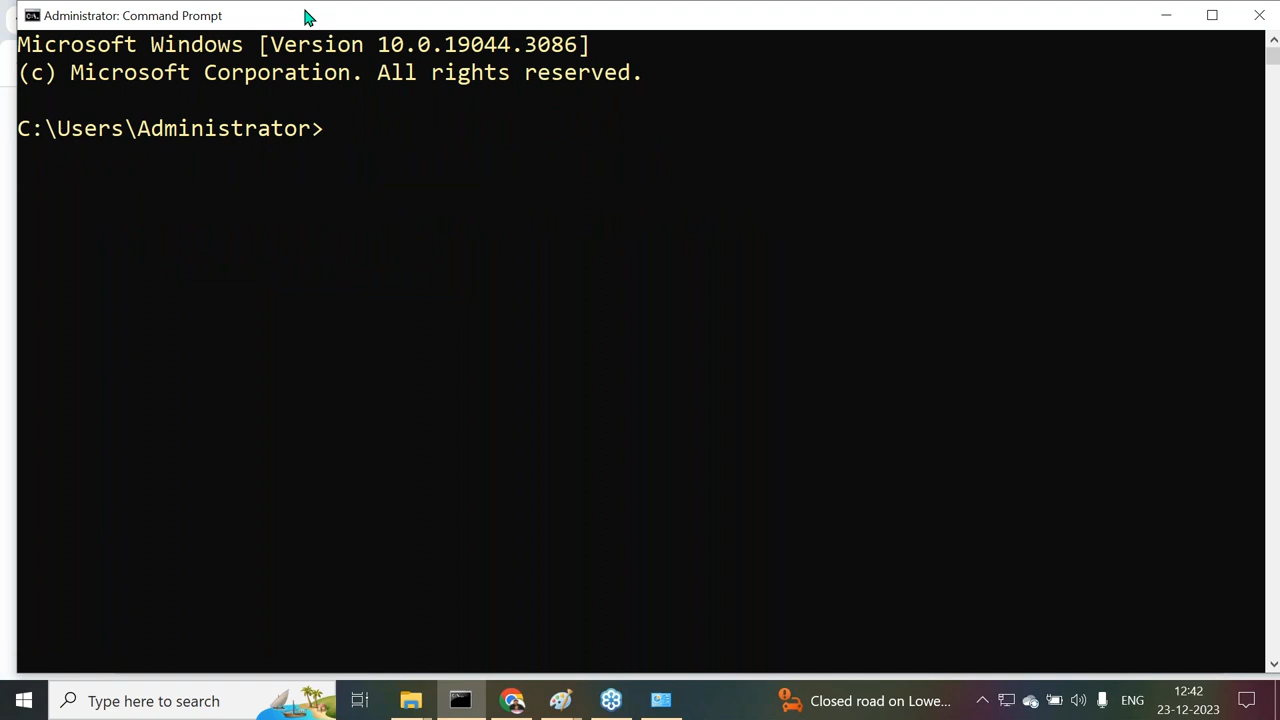 Administrator: Command Prompt
Microsoft Windows [Version 10.0.19044.3086]
(c) Microsoft Corporation. All rights reserved.
C:\Users\Administrator>
Type here to search
Closed road on Lowe...
ENG
12:42
23-12-2023